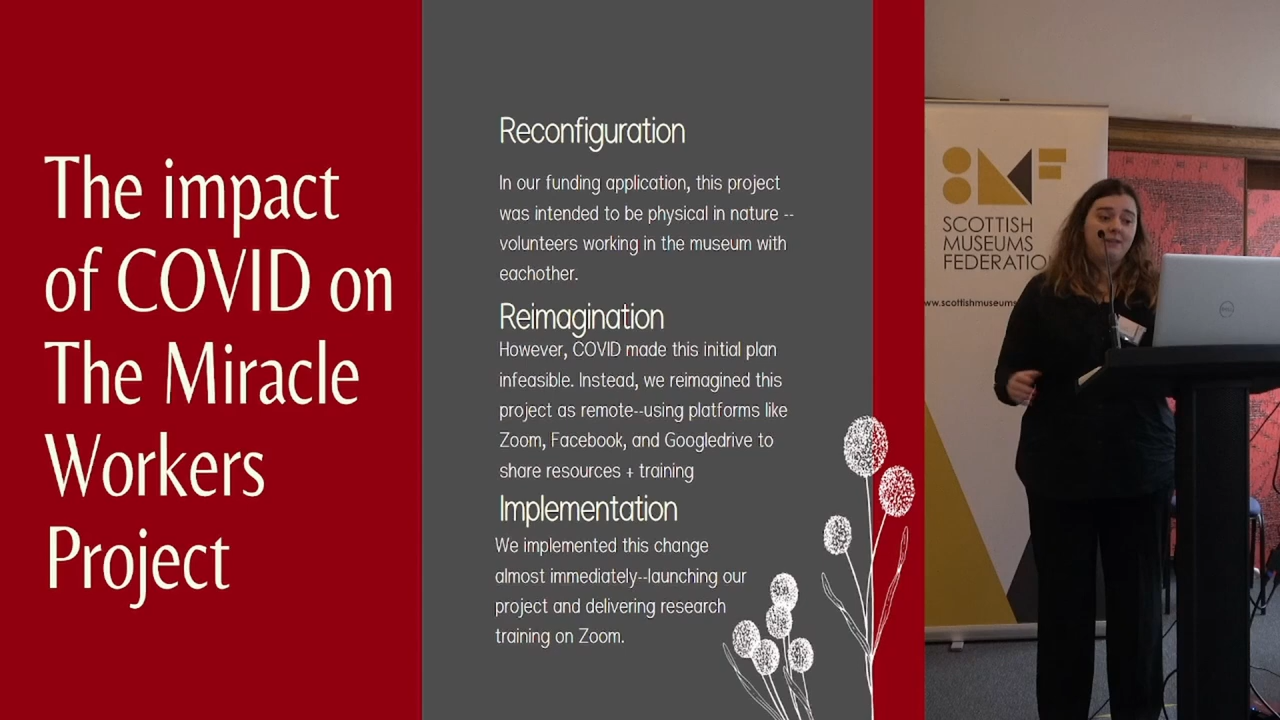 The impact
of COVID on
The Miracle
Workers
Project
Reconfiguration
In our funding application, this project
was intended to be physical in nature --
volunteers working in the museum with
eachother.
Reimagination
However, COVID made this initial plan
infeasible. Instead, we reimagined this
project as remote--using platforms like
Zoom, Facebook, and Googledrive to
share resources + training
Implementation
We implemented this change
almost immediately--launching our
project and delivering research
training on Zoom.
SCOTTISH
MUSEUMS
FEDERATIO
www.scottishmuseums
DELL